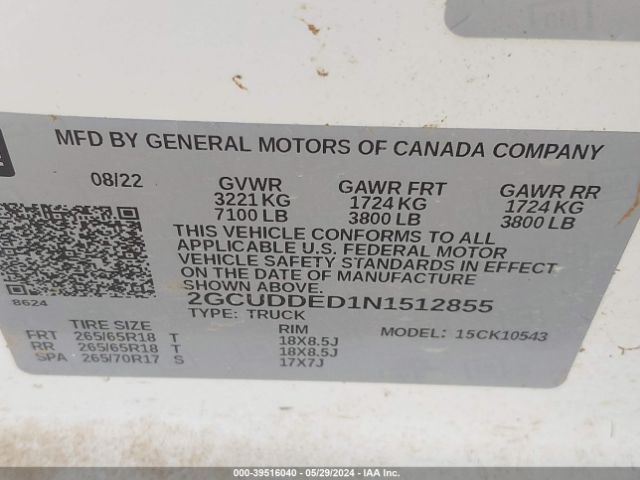 MFD BY GENERAL MOTORS OF CANADA COMPANY
08/22 GVWR GAWR FRT GAWR RR
3221 KG 1724 KG 1724 KG
7100 LB 3800 LB 3800 LB
THIS VEHICLE CONFORMS TO ALL
APPLICABLE U.S. FEDERAL MOTOR
VEHICLE SAFETY STANDARDS IN EFFECT
ON THE DATE OF MANUFACTURE
SHOWN ABOVE.
8624
2GCUDDED1N1512855
TYPE: TRUCK
MODEL: 15CK10543
TIRE SIZE RIM
FRT 265/65R18 T 18X8.5J
RR 265/65R18 T 18X8.5J
SPA 265/70R17 S 17X7J
000-39516040 - 05/29/2024 - IAA Inc.